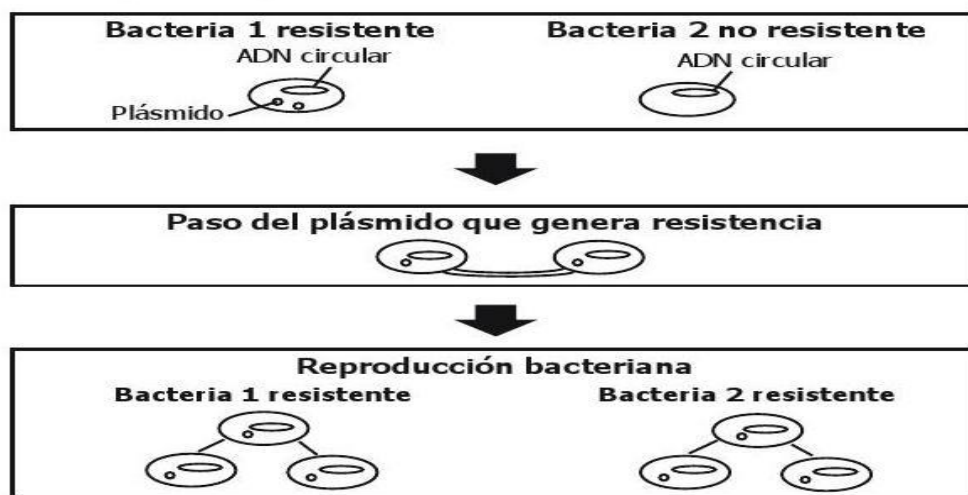 Bacteria 1 resistente
Bacteria 2 no resistente
ADN circular
ADN circular
Plásmido
Paso del plásmido que genera resistencia
Reproducción bacteriana
Bacteria 1 resistente
Bacteria 2 resistente